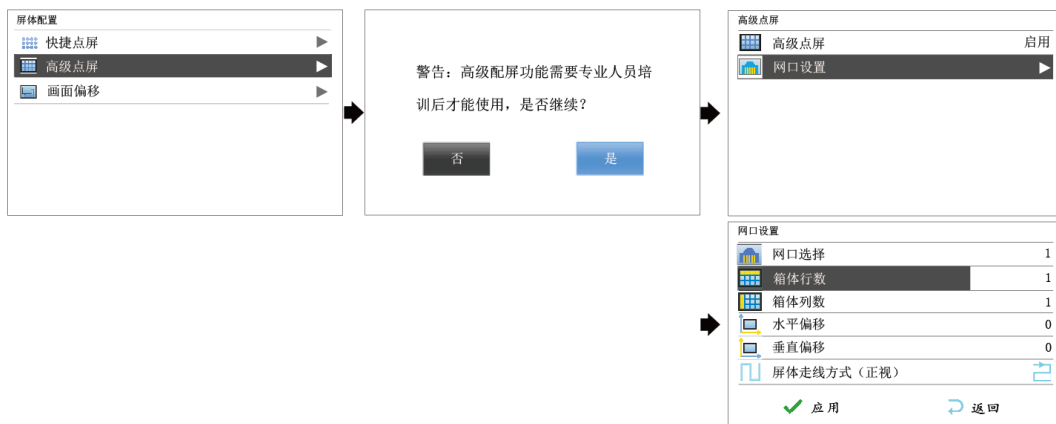 屏体配置
快捷点屏
高级点屏
画面偏移
警告：高级配屏功能需要专业人员培
训后才能使用，是否继续？
否
是
高级点屏
高级点屏 启用
网口设置
网口设置
网口选择 1
箱体行数 1
箱体列数 1
水平偏移 0
垂直偏移 0
屏体走线方式（正视）
应用 返回